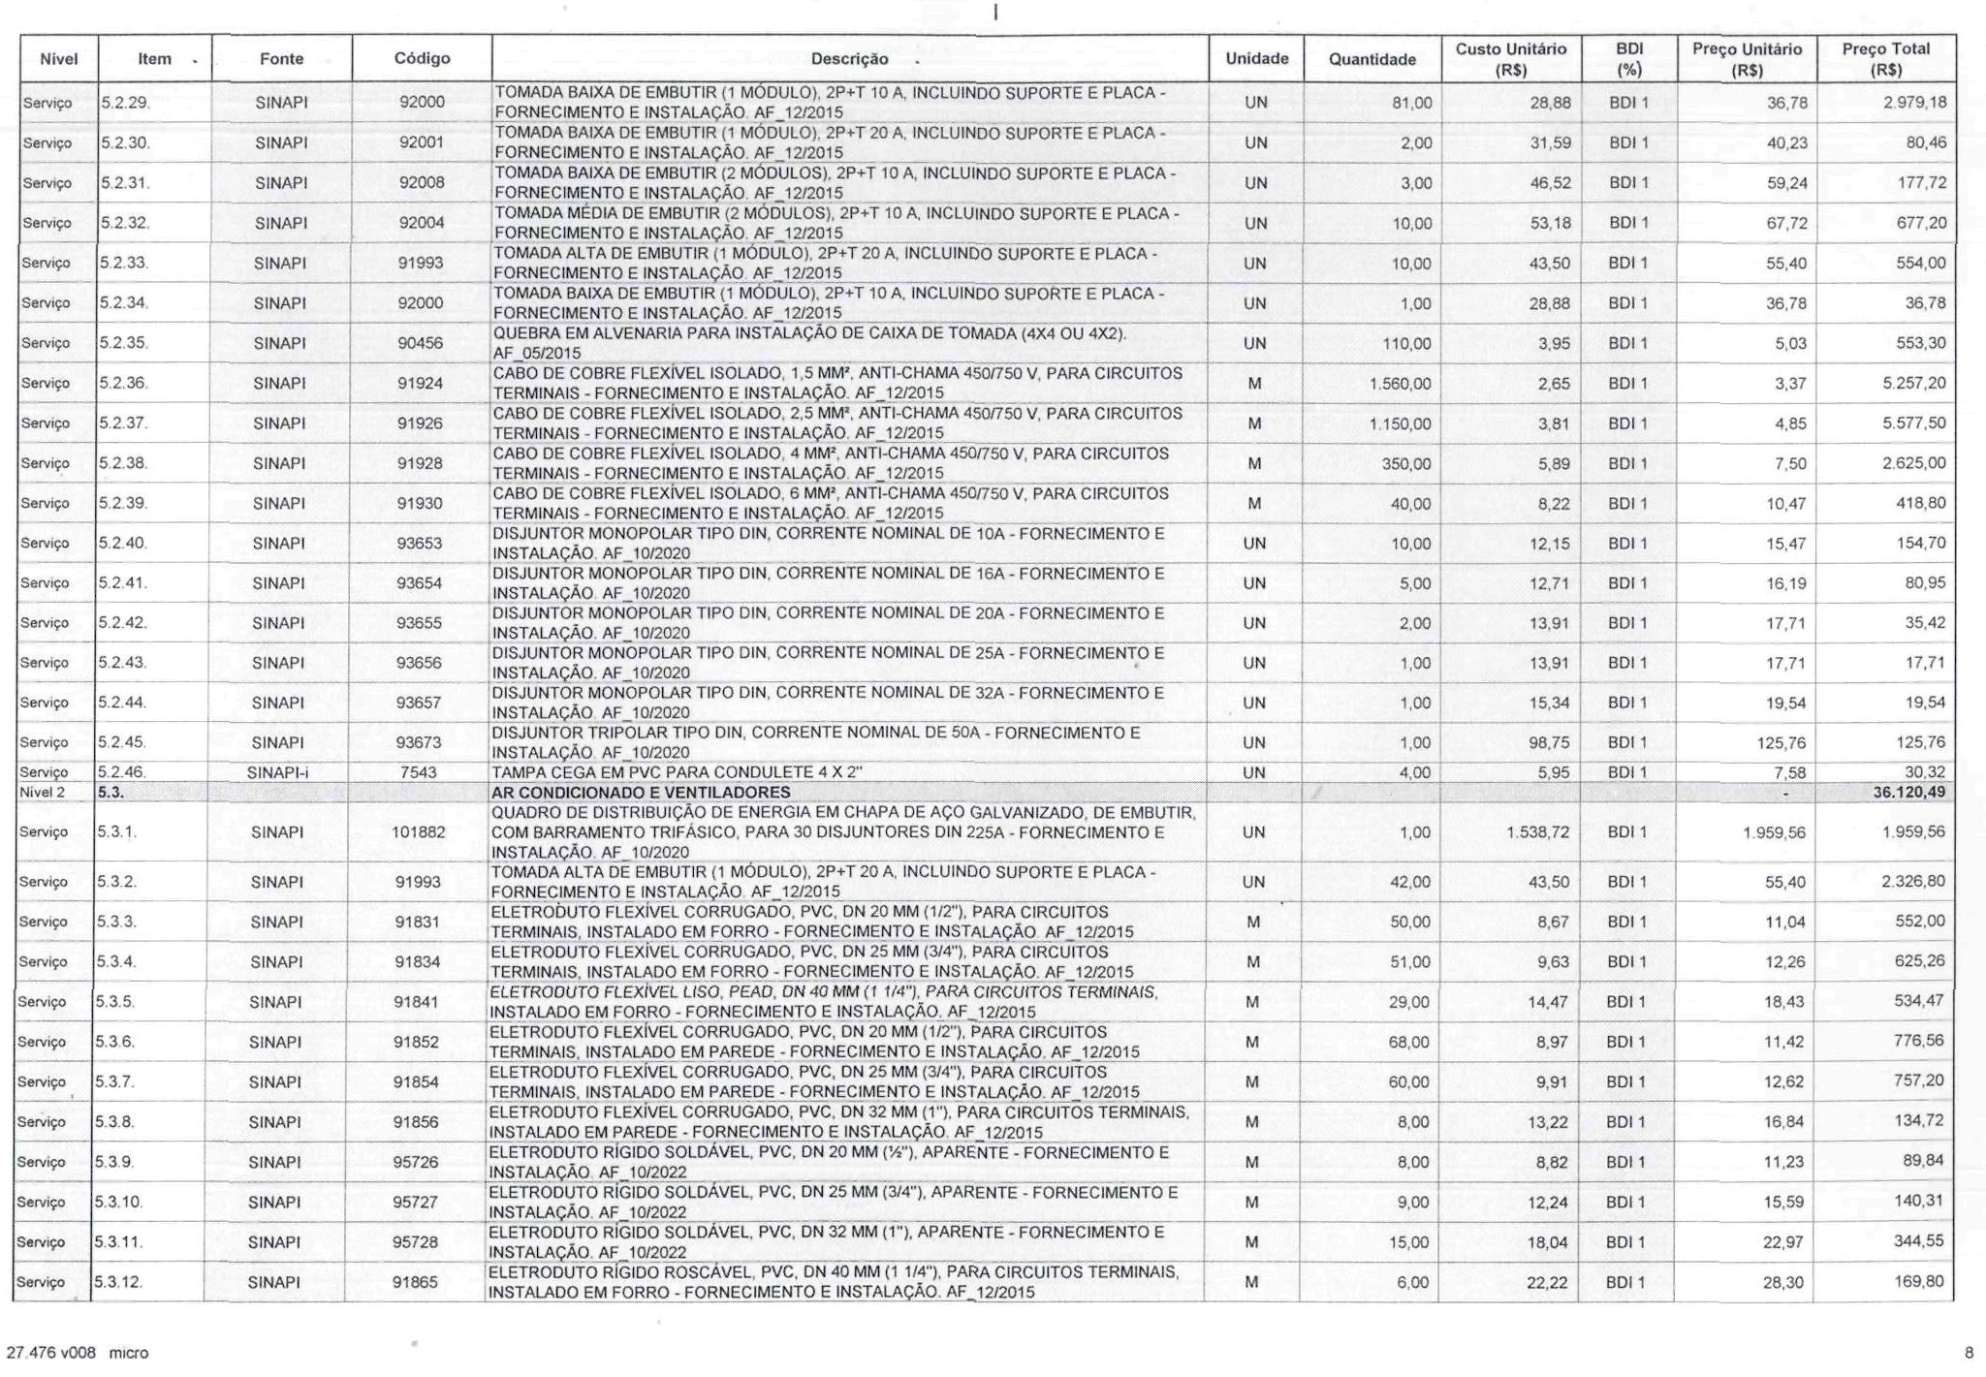 Nível Item Fonte Código Descrição Unidade Quantidade Custo Unitário (R$) BDI (%) Preço Unitário (R$) Preço Total (R$)
Serviço 5.2.29. SINAPI 92000 TOMADA BAIXA DE EMBUTIR (1 MÓDULO), 2P+T 10 A, INCLUINDO SUPORTE E PLACA -
FORNECIMENTO E INSTALAÇÃO. AF_12/2015 UN 81,00 28,88 BDI 1 36,78 2.979,18
Serviço 5.2.30. SINAPI 92001 TOMADA BAIXA DE EMBUTIR (1 MÓDULO), 2P+T 20 A, INCLUINDO SUPORTE E PLACA -
FORNECIMENTO E INSTALAÇÃO. AF_12/2015 UN 2,00 31,59 BDI 1 40,23 80,46
Serviço 5.2.31. SINAPI 92008 TOMADA BAIXA DE EMBUTIR (2 MÓDULOS), 2P+T 10 A, INCLUINDO SUPORTE E PLACA -
FORNECIMENTO E INSTALAÇÃO. AF_12/2015 UN 3,00 46,52 BDI 1 59,24 177,72
Serviço 5.2.32. SINAPI 92004 TOMADA MÉDIA DE EMBUTIR (2 MÓDULOS), 2P+T 10 A, INCLUINDO SUPORTE E PLACA -
FORNECIMENTO E INSTALAÇÃO. AF_12/2015 UN 10,00 53,18 BDI 1 67,72 677,20
Serviço 5.2.33. SINAPI 91993 TOMADA ALTA DE EMBUTIR (1 MÓDULO), 2P+T 20 A, INCLUINDO SUPORTE E PLACA -
FORNECIMENTO E INSTALAÇÃO. AF_12/2015 UN 10,00 43,50 BDI 1 55,40 554,00
Serviço 5.2.34. SINAPI 92000 TOMADA BAIXA DE EMBUTIR (1 MÓDULO), 2P+T 10 A, INCLUINDO SUPORTE E PLACA -
FORNECIMENTO E INSTALAÇÃO. AF_12/2015 UN 1,00 28,88 BDI 1 36,78 36,78
Serviço 5.2.35. SINAPI 90456 QUEBRA EM ALVENARIA PARA INSTALAÇÃO DE CAIXA DE TOMADA (4X4 OU 4X2).
AF_05/2015 UN 110,00 3,95 BDI 1 5,03 553,30
Serviço 5.2.36. SINAPI 91924 CABO DE COBRE FLEXÍVEL ISOLADO, 1,5 MM², ANTI-CHAMA 450/750 V, PARA CIRCUITOS
TERMINAIS - FORNECIMENTO E INSTALAÇÃO. AF_12/2015 M 1.560,00 2,65 BDI 1 3,37 5.257,20
Serviço 5.2.37. SINAPI 91926 CABO DE COBRE FLEXÍVEL ISOLADO, 2,5 MM², ANTI-CHAMA 450/750 V, PARA CIRCUITOS
TERMINAIS - FORNECIMENTO E INSTALAÇÃO. AF_12/2015 M 1.150,00 3,81 BDI 1 4,85 5.577,50
Serviço 5.2.38. SINAPI 91928 CABO DE COBRE FLEXÍVEL ISOLADO, 4 MM², ANTI-CHAMA 450/750 V, PARA CIRCUITOS
TERMINAIS - FORNECIMENTO E INSTALAÇÃO. AF_12/2015 M 350,00 5,89 BDI 1 7,50 2.625,00
Serviço 5.2.39. SINAPI 91930 CABO DE COBRE FLEXÍVEL ISOLADO, 6 MM², ANTI-CHAMA 450/750 V, PARA CIRCUITOS
TERMINAIS - FORNECIMENTO E INSTALAÇÃO. AF_12/2015 M 40,00 8,22 BDI 1 10,47 418,80
Serviço 5.2.40. SINAPI 93653 DISJUNTOR MONOPOLAR TIPO DIN, CORRENTE NOMINAL DE 10A - FORNECIMENTO E
INSTALAÇÃO. AF_10/2020 UN 10,00 12,15 BDI 1 15,47 154,70
Serviço 5.2.41. SINAPI 93654 DISJUNTOR MONOPOLAR TIPO DIN, CORRENTE NOMINAL DE 16A - FORNECIMENTO E
INSTALAÇÃO. AF_10/2020 UN 5,00 12,71 BDI 1 16,19 80,95
Serviço 5.2.42. SINAPI 93655 DISJUNTOR MONOPOLAR TIPO DIN, CORRENTE NOMINAL DE 20A - FORNECIMENTO E
INSTALAÇÃO. AF_10/2020 UN 2,00 13,91 BDI 1 17,71 35,42
Serviço 5.2.43. SINAPI 93656 DISJUNTOR MONOPOLAR TIPO DIN, CORRENTE NOMINAL DE 25A - FORNECIMENTO E
INSTALAÇÃO. AF_10/2020 UN 1,00 13,91 BDI 1 17,71 17,71
Serviço 5.2.44. SINAPI 93657 DISJUNTOR MONOPOLAR TIPO DIN, CORRENTE NOMINAL DE 32A - FORNECIMENTO E
INSTALAÇÃO. AF_10/2020 UN 1,00 15,34 BDI 1 19,54 19,54
Serviço 5.2.45. SINAPI 93673 DISJUNTOR TRIPOLAR TIPO DIN, CORRENTE NOMINAL DE 50A - FORNECIMENTO E
INSTALAÇÃO. AF_10/2020 UN 1,00 98,75 BDI 1 125,76 125,76
Serviço 5.2.46. SINAPI-i 7543 TAMPA CEGA EM PVC PARA CONDULETE 4 X 2" UN 4,00 5,95 BDI 1 7,58 30,32
Nível 2 5.3. AR CONDICIONADO E VENTILADORES - 36.120,49
Serviço 5.3.1. SINAPI 101882 QUADRO DE DISTRIBUIÇÃO DE ENERGIA EM CHAPA DE AÇO GALVANIZADO, DE EMBUTIR,
COM BARRAMENTO TRIFÁSICO, PARA 30 DISJUNTORES DIN 225A - FORNECIMENTO E
INSTALAÇÃO. AF_10/2020 UN 1,00 1.538,72 BDI 1 1.959,56 1.959,56
Serviço 5.3.2. SINAPI 91993 TOMADA ALTA DE EMBUTIR (1 MÓDULO), 2P+T 20 A, INCLUINDO SUPORTE E PLACA -
FORNECIMENTO E INSTALAÇÃO. AF_12/2015 UN 42,00 43,50 BDI 1 55,40 2.326,80
Serviço 5.3.3. SINAPI 91831 ELETRODUTO FLEXÍVEL CORRUGADO, PVC, DN 20 MM (1/2"), PARA CIRCUITOS
TERMINAIS, INSTALADO EM FORRO - FORNECIMENTO E INSTALAÇÃO. AF_12/2015 M 50,00 8,67 BDI 1 11,04 552,00
Serviço 5.3.4. SINAPI 91834 ELETRODUTO FLEXÍVEL CORRUGADO, PVC, DN 25 MM (3/4"), PARA CIRCUITOS
TERMINAIS, INSTALADO EM FORRO - FORNECIMENTO E INSTALAÇÃO. AF_12/2015 M 51,00 9,63 BDI 1 12,26 625,26
Serviço 5.3.5. SINAPI 91841 ELETRODUTO FLEXÍVEL LISO, PEAD, DN 40 MM (1 1/4"), PARA CIRCUITOS TERMINAIS,
INSTALADO EM FORRO - FORNECIMENTO E INSTALAÇÃO. AF_12/2015 M 29,00 14,47 BDI 1 18,43 534,47
Serviço 5.3.6. SINAPI 91852 ELETRODUTO FLEXÍVEL CORRUGADO, PVC, DN 20 MM (1/2"), PARA CIRCUITOS
TERMINAIS, INSTALADO EM PAREDE - FORNECIMENTO E INSTALAÇÃO. AF_12/2015 M 68,00 8,97 BDI 1 11,42 776,56
Serviço 5.3.7. SINAPI 91854 ELETRODUTO FLEXÍVEL CORRUGADO, PVC, DN 25 MM (3/4"), PARA CIRCUITOS
TERMINAIS, INSTALADO EM PAREDE - FORNECIMENTO E INSTALAÇÃO. AF_12/2015 M 60,00 9,91 BDI 1 12,62 757,20
Serviço 5.3.8. SINAPI 91856 ELETRODUTO FLEXÍVEL CORRUGADO, PVC, DN 32 MM (1"), PARA CIRCUITOS TERMINAIS,
INSTALADO EM PAREDE - FORNECIMENTO E INSTALAÇÃO. AF_12/2015 M 8,00 13,22 BDI 1 16,84 134,72
Serviço 5.3.9. SINAPI 95726 ELETRODUTO RÍGIDO SOLDÁVEL, PVC, DN 20 MM (½"), APARENTE - FORNECIMENTO E
INSTALAÇÃO. AF_10/2022 M 8,00 8,82 BDI 1 11,23 89,84
Serviço 5.3.10. SINAPI 95727 ELETRODUTO RÍGIDO SOLDÁVEL, PVC, DN 25 MM (3/4"), APARENTE - FORNECIMENTO E
INSTALAÇÃO. AF_10/2022 M 9,00 12,24 BDI 1 15,59 140,31
Serviço 5.3.11. SINAPI 95728 ELETRODUTO RÍGIDO SOLDÁVEL, PVC, DN 32 MM (1"), APARENTE - FORNECIMENTO E
INSTALAÇÃO. AF_10/2022 M 15,00 18,04 BDI 1 22,97 344,55
Serviço 5.3.12. SINAPI 91865 ELETRODUTO RÍGIDO ROSCÁVEL, PVC, DN 40 MM (1 1/4"), PARA CIRCUITOS TERMINAIS,
INSTALADO EM FORRO - FORNECIMENTO E INSTALAÇÃO. AF_12/2015 M 6,00 22,22 BDI 1 28,30 169,80
27.476 v008 micro 8